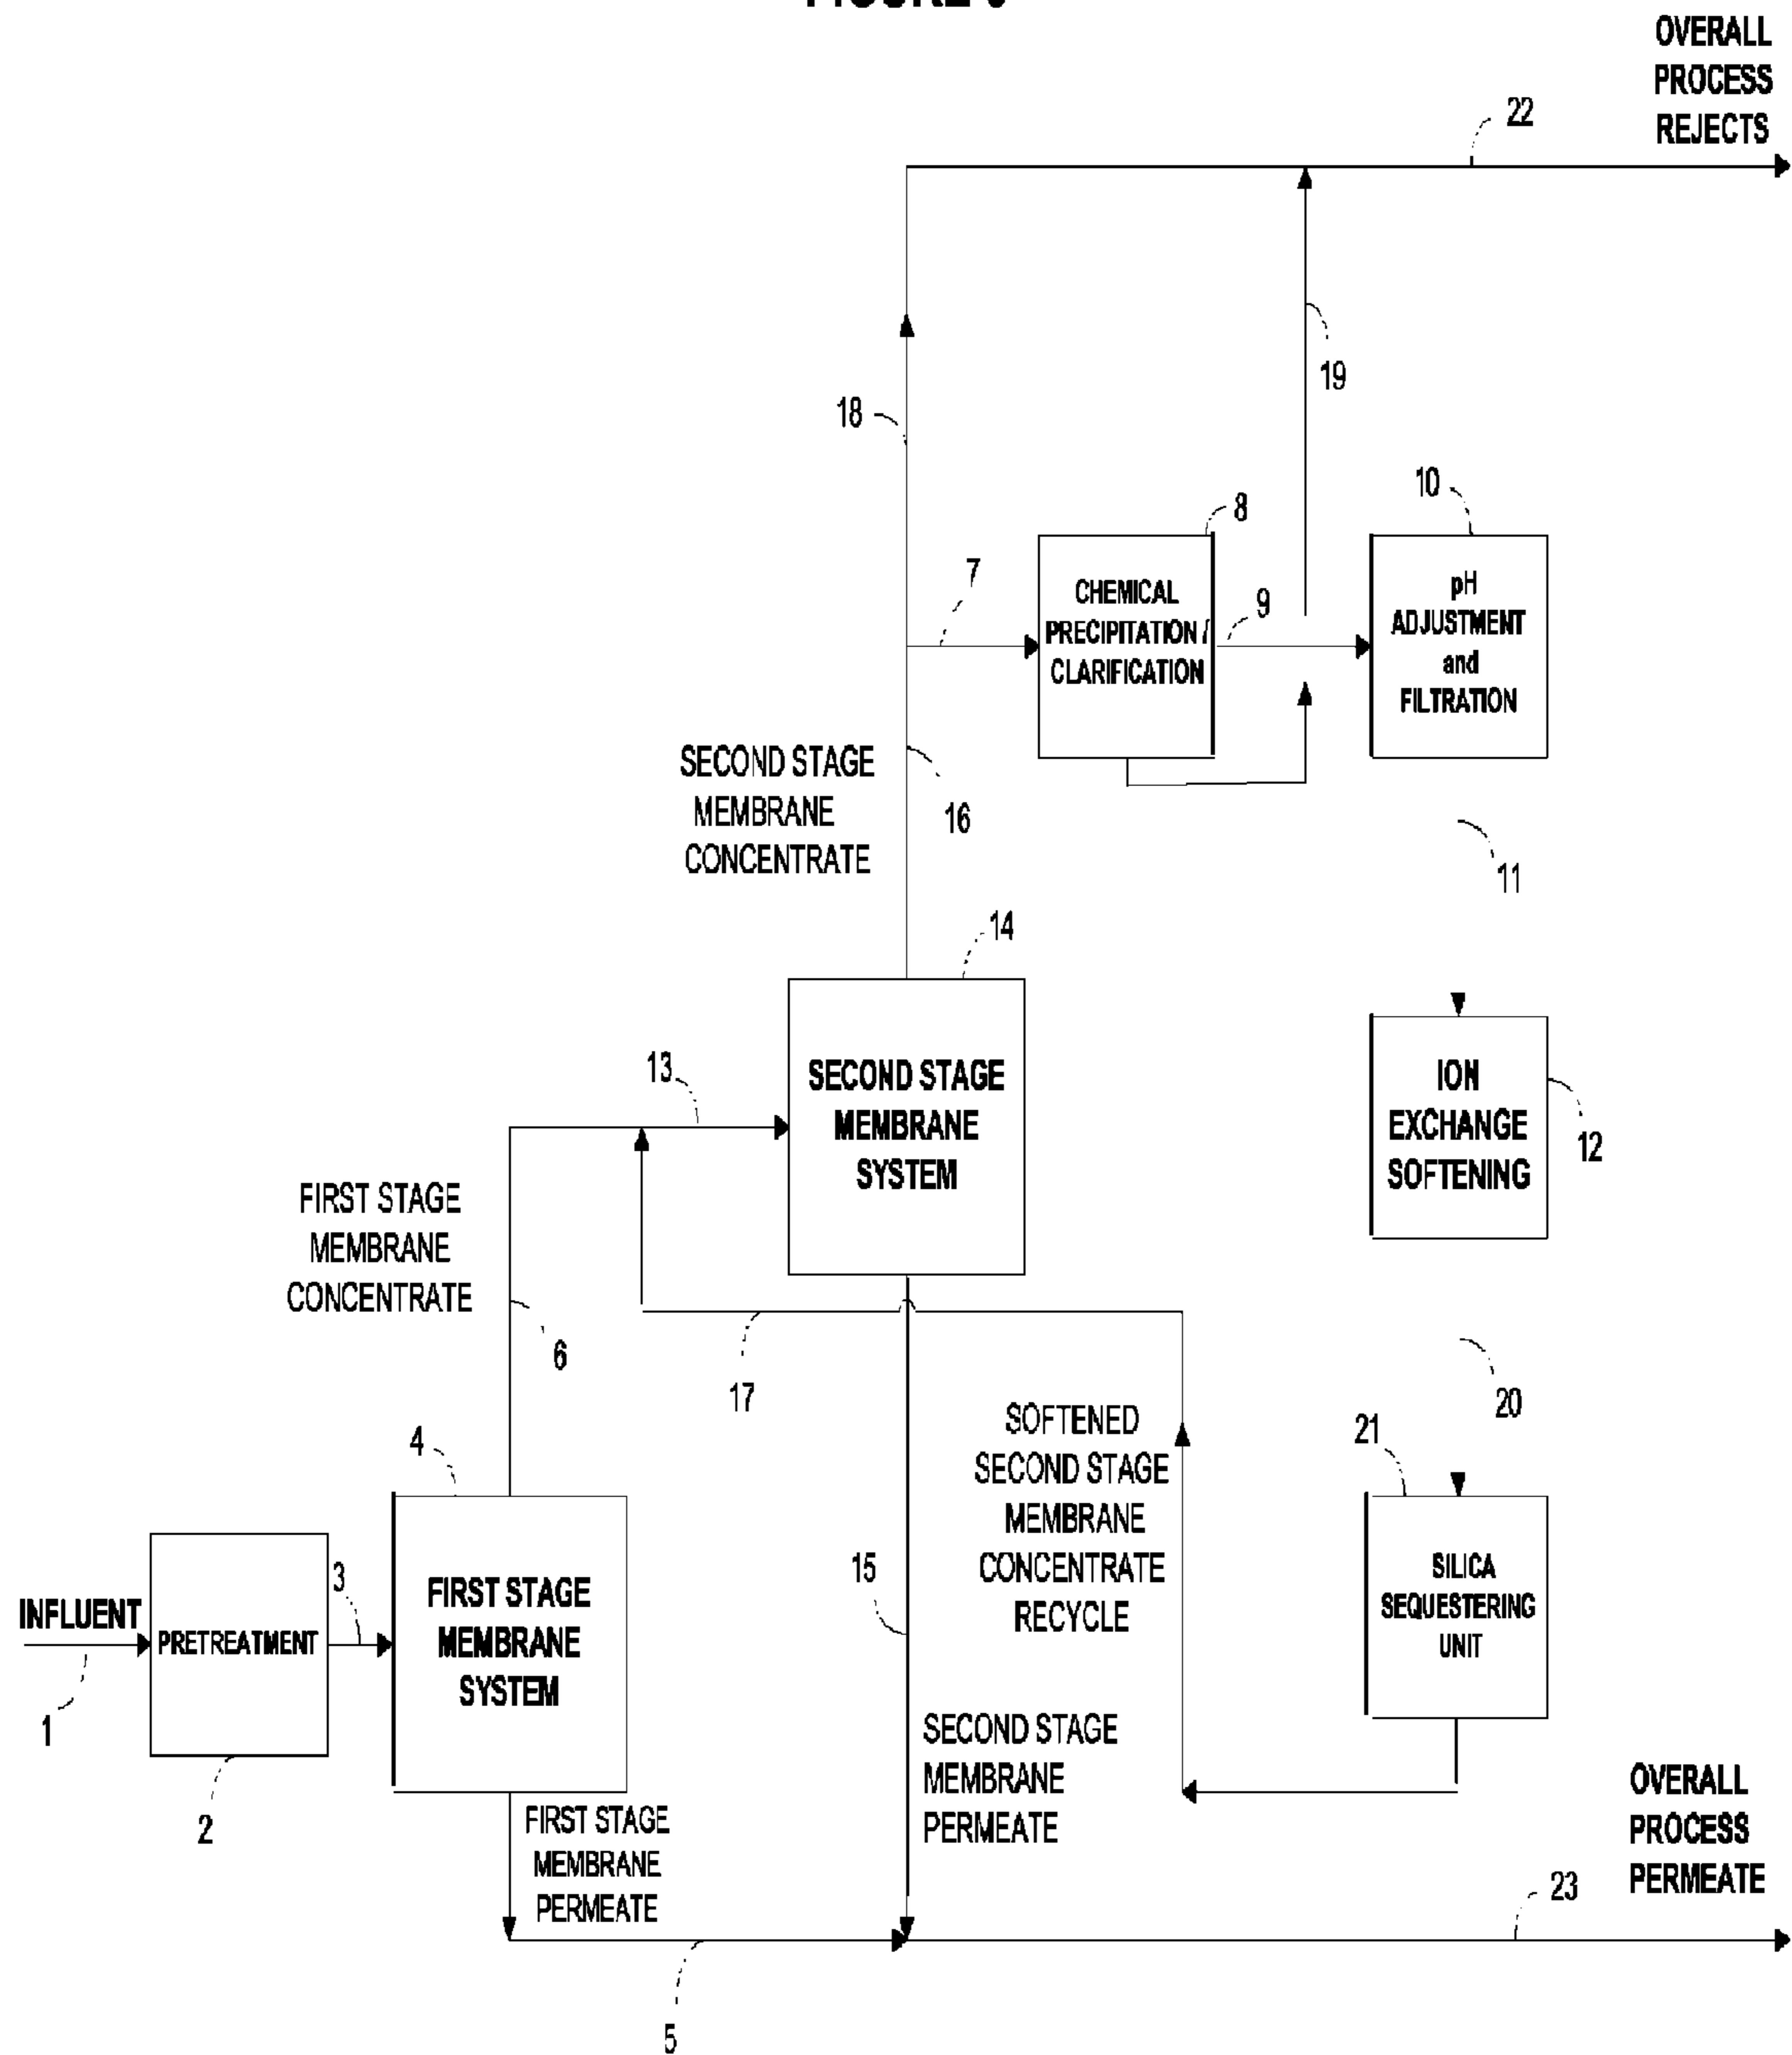 OVERALL
PROCESS
REJECTS
22
19
18
10
8
7
9
CHEMICAL
PRECIPITATION /
CLARIFICATION
pH
ADJUSTMENT
and
FILTRATION
SECOND STAGE
MEMBRANE
CONCENTRATE
16
11
14
13
SECOND STAGE
MEMBRANE
SYSTEM
ION
EXCHANGE
SOFTENING
12
FIRST STAGE
MEMBRANE
CONCENTRATE
6
17
20
4
SOFTENED
SECOND STAGE
MEMBRANE
CONCENTRATE
RECYCLE
21
15
INFLUENT
1
PRETREATMENT
2
3
FIRST STAGE
MEMBRANE
SYSTEM
SILICA
SEQUESTERING
UNIT
SECOND STAGE
MEMBRANE
PERMEATE
FIRST STAGE
MEMBRANE
PERMEATE
OVERALL
PROCESS
PERMEATE
23
5